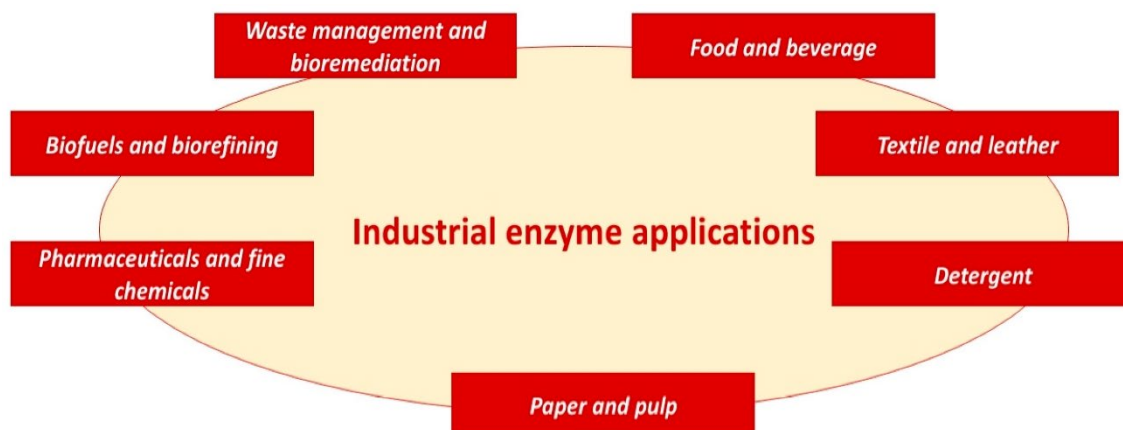 Waste management and
bioremediation
Food and beverage
Biofuels and biorefining
Textile and leather
Industrial enzyme applications
Pharmaceuticals and fine
chemicals
Detergent
Paper and pulp